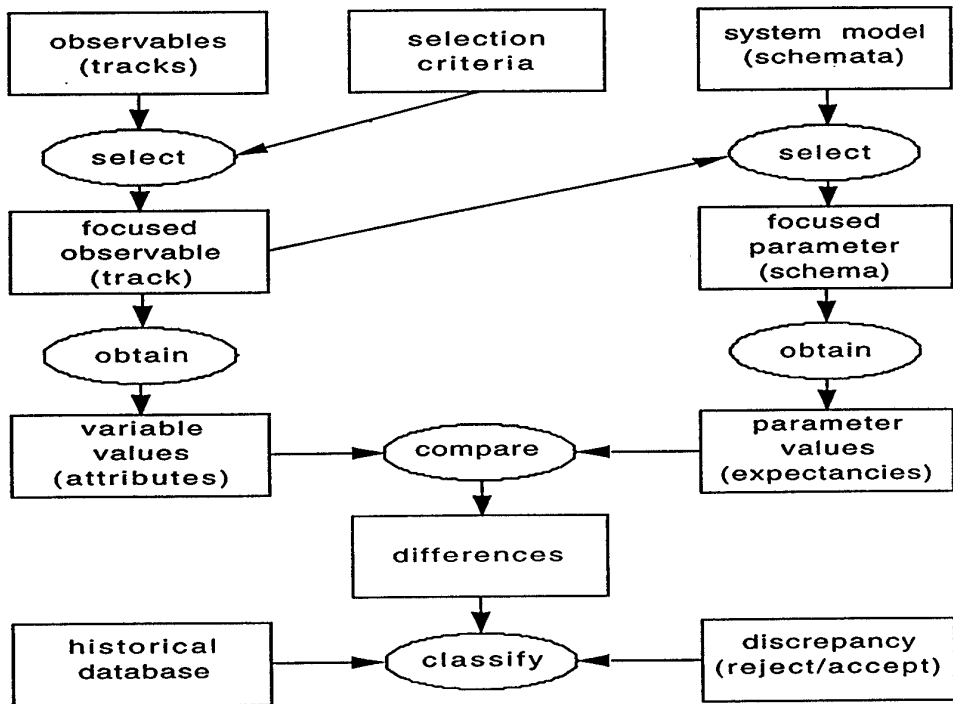 observables
(tracks)
selection
criteria
system model
(schemata)
select
select
focused
observable
(track)
focused
parameter
(schema)
obtain
obtain
variable
values
(attributes)
compare
parameter
values
(expectancies)
differences
historical
database
classify
discrepancy
(reject/accept)